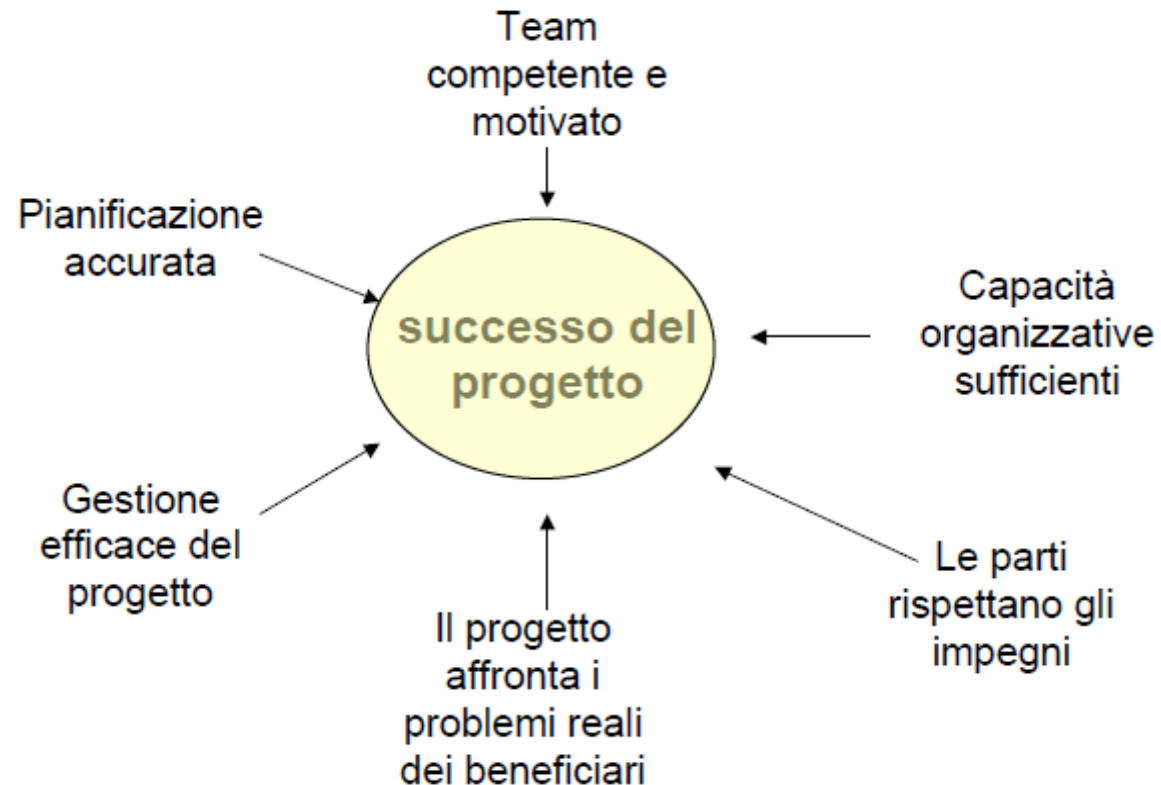 Team
competente e
motivato
Pianificazione
accurata
successo del
progetto
Capacità
organizzative
sufficienti
Gestione
efficace del
progetto
Le parti
rispettano gli
impegni
Il progetto
affronta i
problemi reali
dei beneficiari